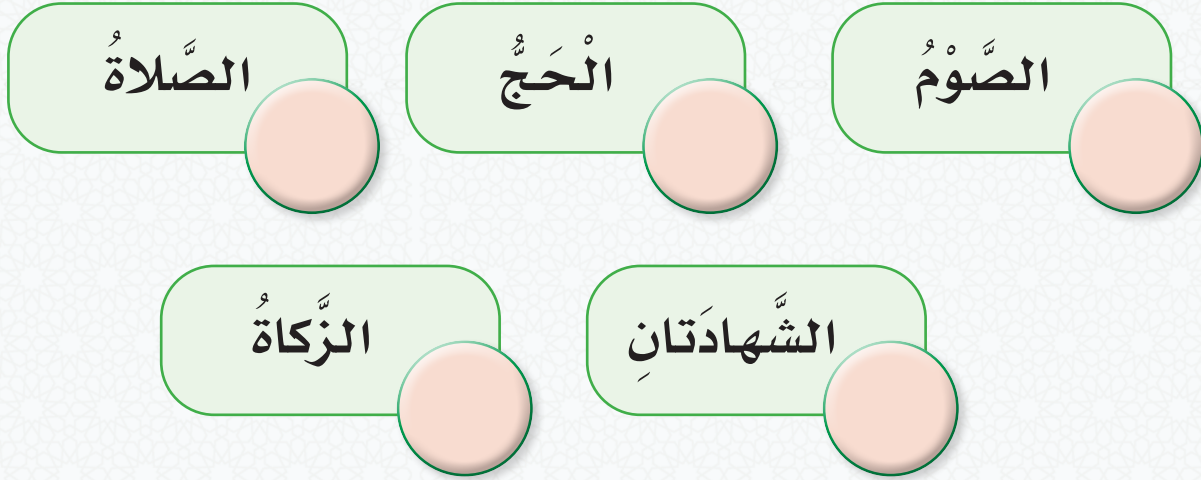 الصَّوْمُ
الْحَجُّ
الصَّلاةُ
الشَّهادَتانِ
الزَّكاةُ